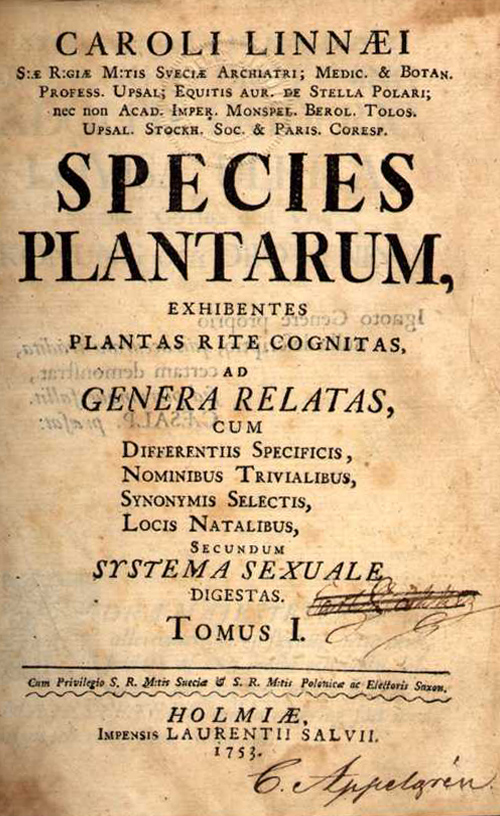 CAROLI LINNÆI
S:Æ R:GIÆ M:TIS SVECIÆ ARCHIATRI; MEDIC. & BOTAN.
PROFESS. UPSAL; EQUITIS AUR. DE STELLA POLARI;
nec non ACAD. IMPER. MONSPEL. BEROL. TOLOS.
UPSAL. STOCKH. SOC. & PARIS. CORESP.
SPECIES
PLANTARUM,
EXHIBENTES
PLANTAS RITE COGNITAS,
AD
GENERA RELATAS,
CUM
DIFFERENTIIS SPECIFICIS,
NOMINIBUS TRIVIALIBUS,
SYNONYMIS SELECTIS,
LOCIS NATALIBUS,
SECUNDUM
SYSTEMA SEXUALE
DIGESTAS.
TOMUS I.
Cum Privilegio S. R. M:tis Sueciæ & S. R. M:tis Polonicæ ac Electoris Saxon.
HOLMIÆ,
IMPENSIS LAURENTII SALVII.
1753.
C. Appelgrén.